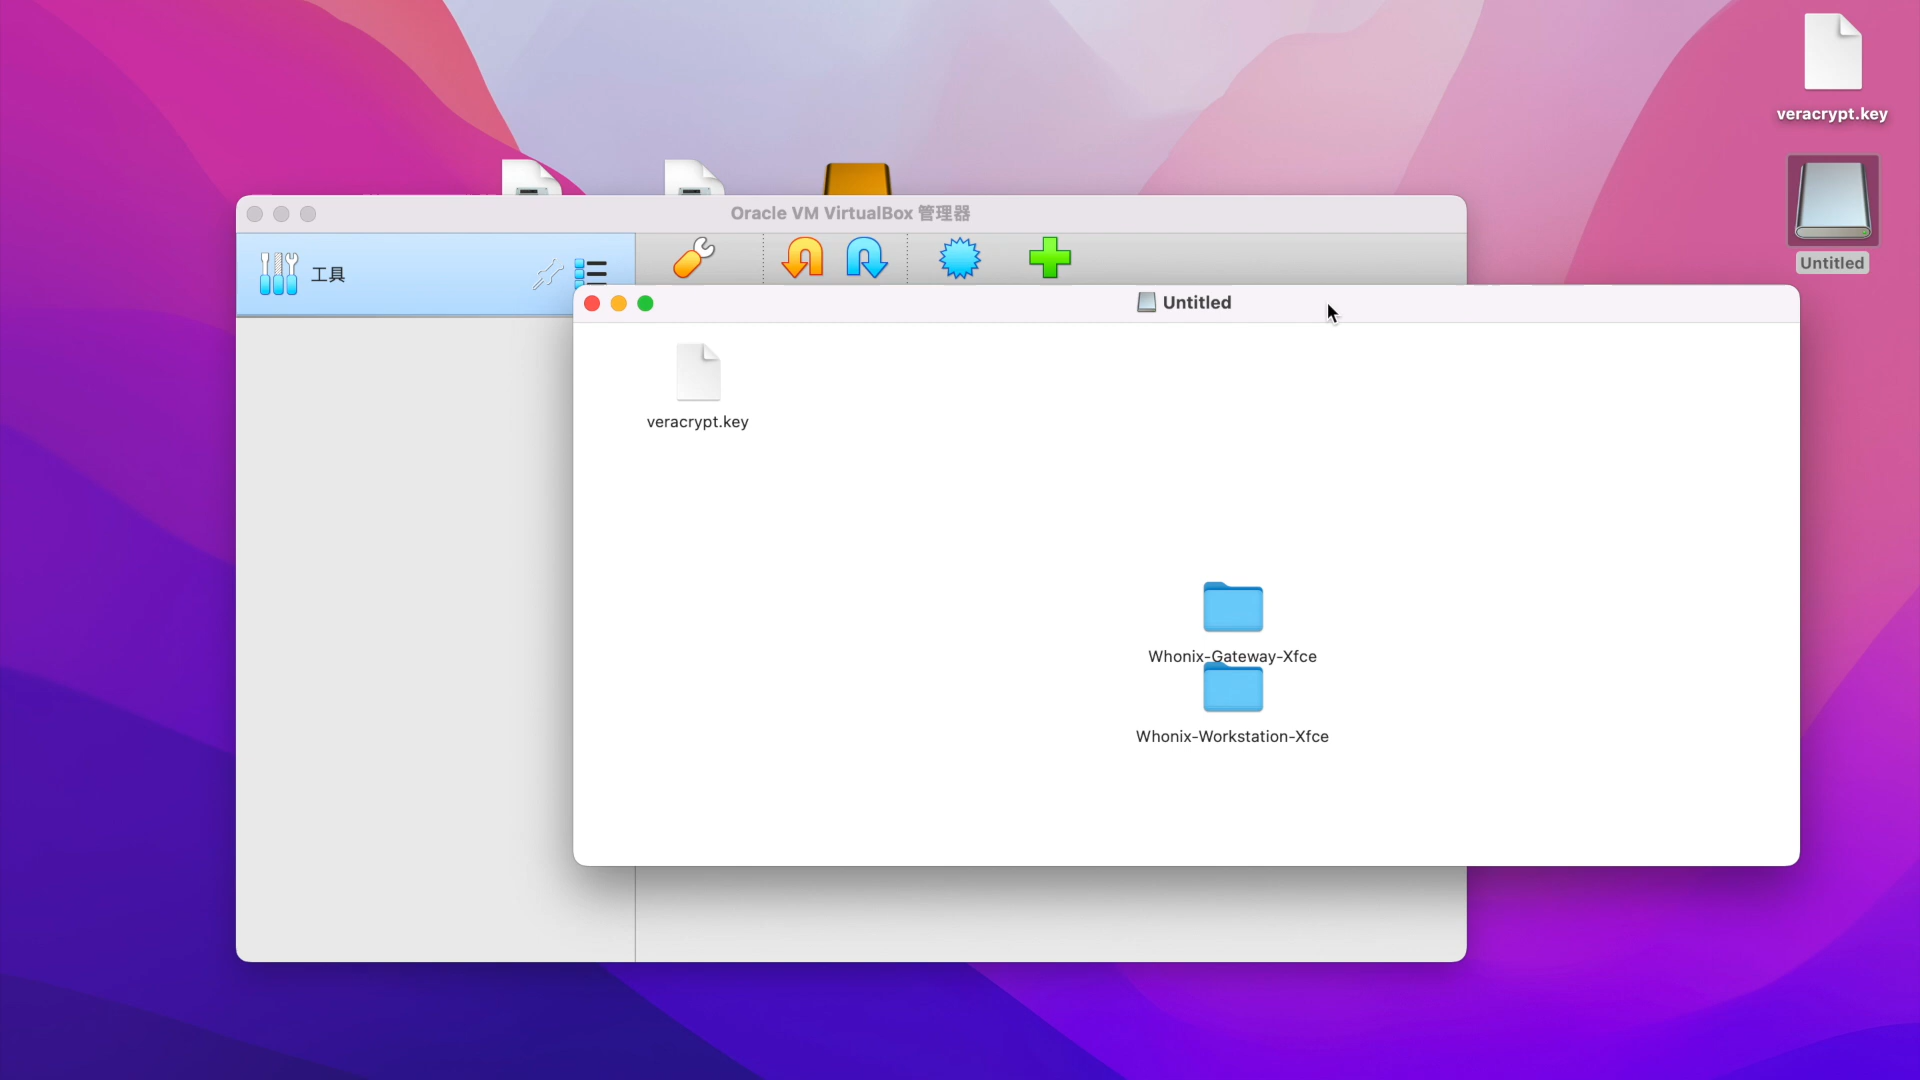 veracrypt.key
Untitled
Oracle VM VirtualBox 管理器
工具
Untitled
veracrypt.key
Whonix-Gateway-Xfce
Whonix-Workstation-Xfce